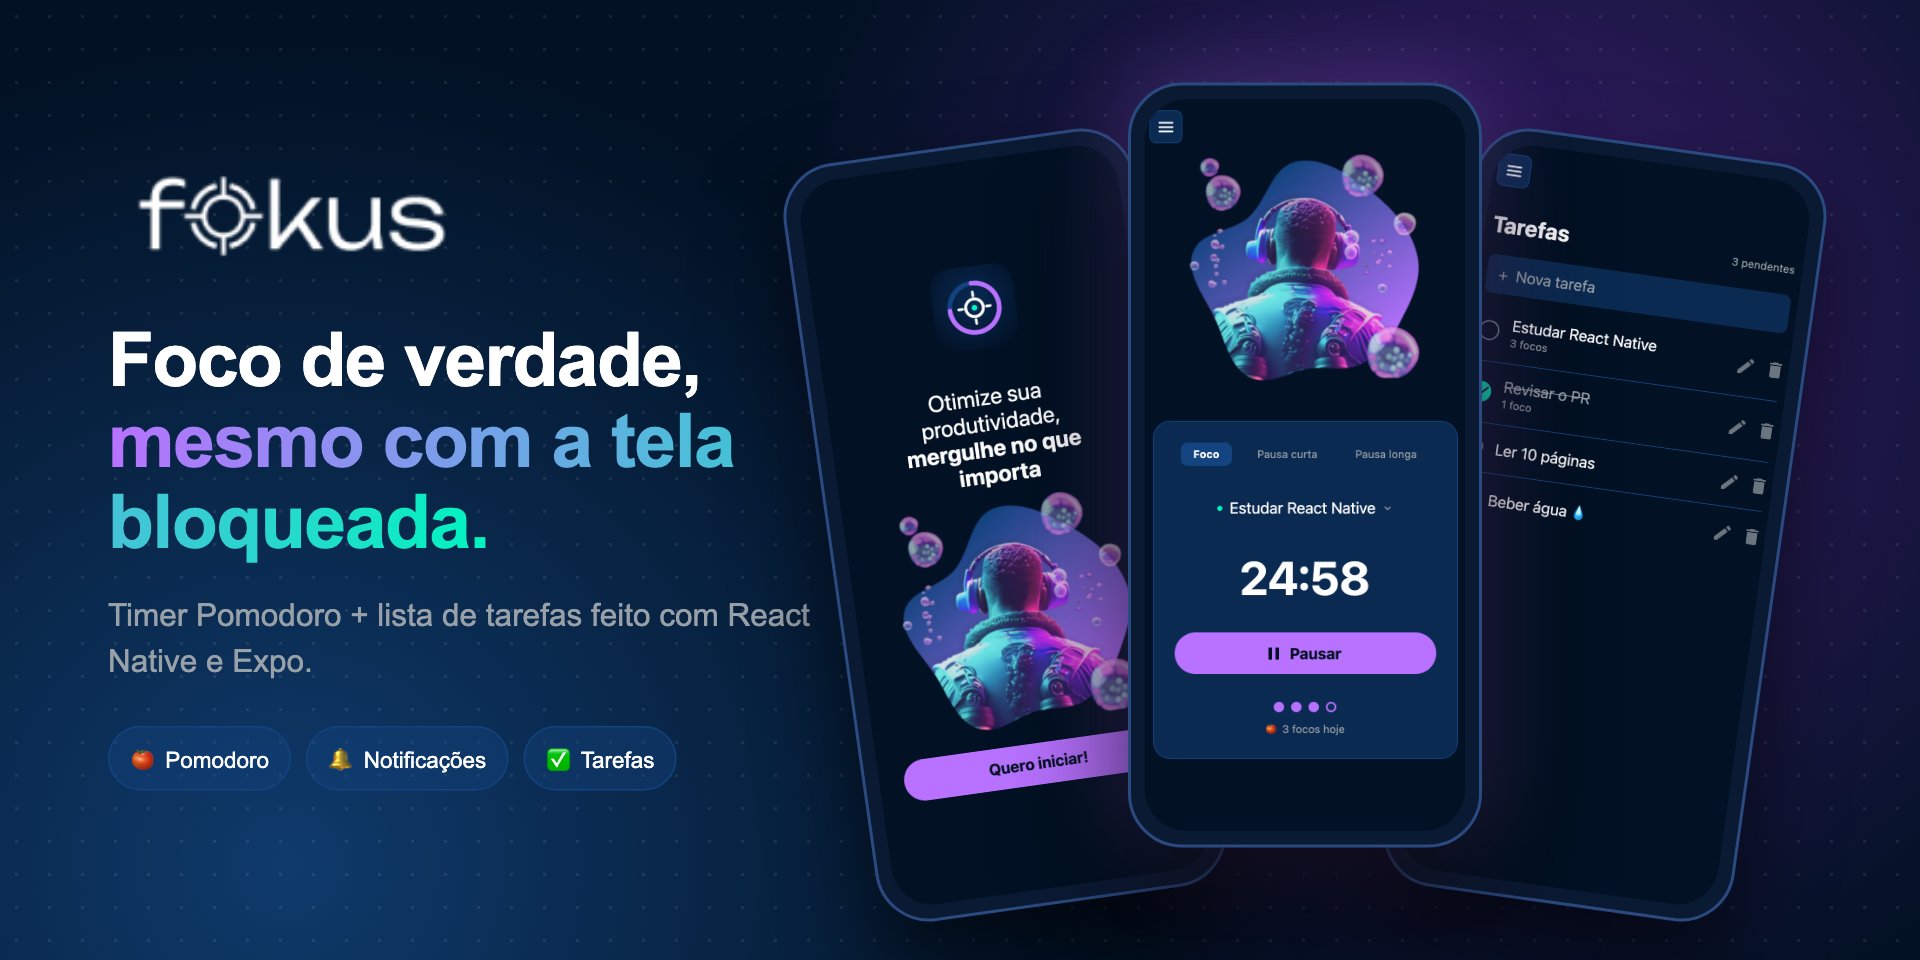 fokus
Foco de verdade,
mesmo com a tela
bloqueada.
Timer Pomodoro + lista de tarefas feito com React
Native e Expo.
🍅 Pomodoro
🔔 Notificações
✅ Tarefas
Otimize sua
produtividade,
mergulhe no que
importa
Quero iniciar!
Foco
Pausa curta
Pausa longa
Estudar React Native
24:58
Pausar
🍅 3 focos hoje
Tarefas
3 pendentes
+ Nova tarefa
Estudar React Native
3 focos
Revisar o PR
1 foco
Ler 10 páginas
Beber água 💧